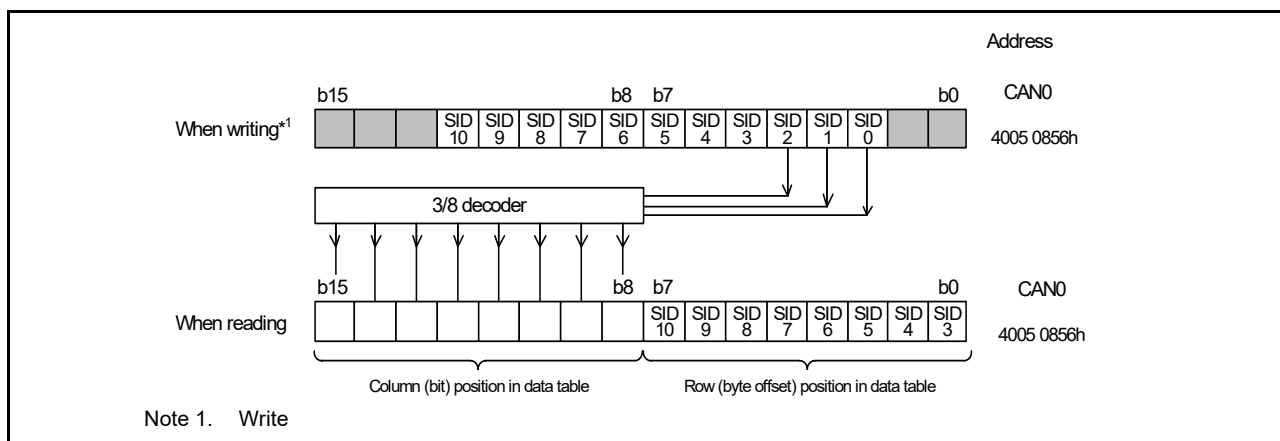 Address
b15 b8 b7 b0 CAN0
When writing*1 SID 10 SID 9 SID 8 SID 7 SID 6 SID 5 SID 4 SID 3 SID 2 SID 1 SID 0 4005 0856h
3/8 decoder
b15 b8 b7 b0 CAN0
When reading SID 10 SID 9 SID 8 SID 7 SID 6 SID 5 SID 4 SID 3 4005 0856h
Column (bit) position in data table Row (byte offset) position in data table
Note 1. Write